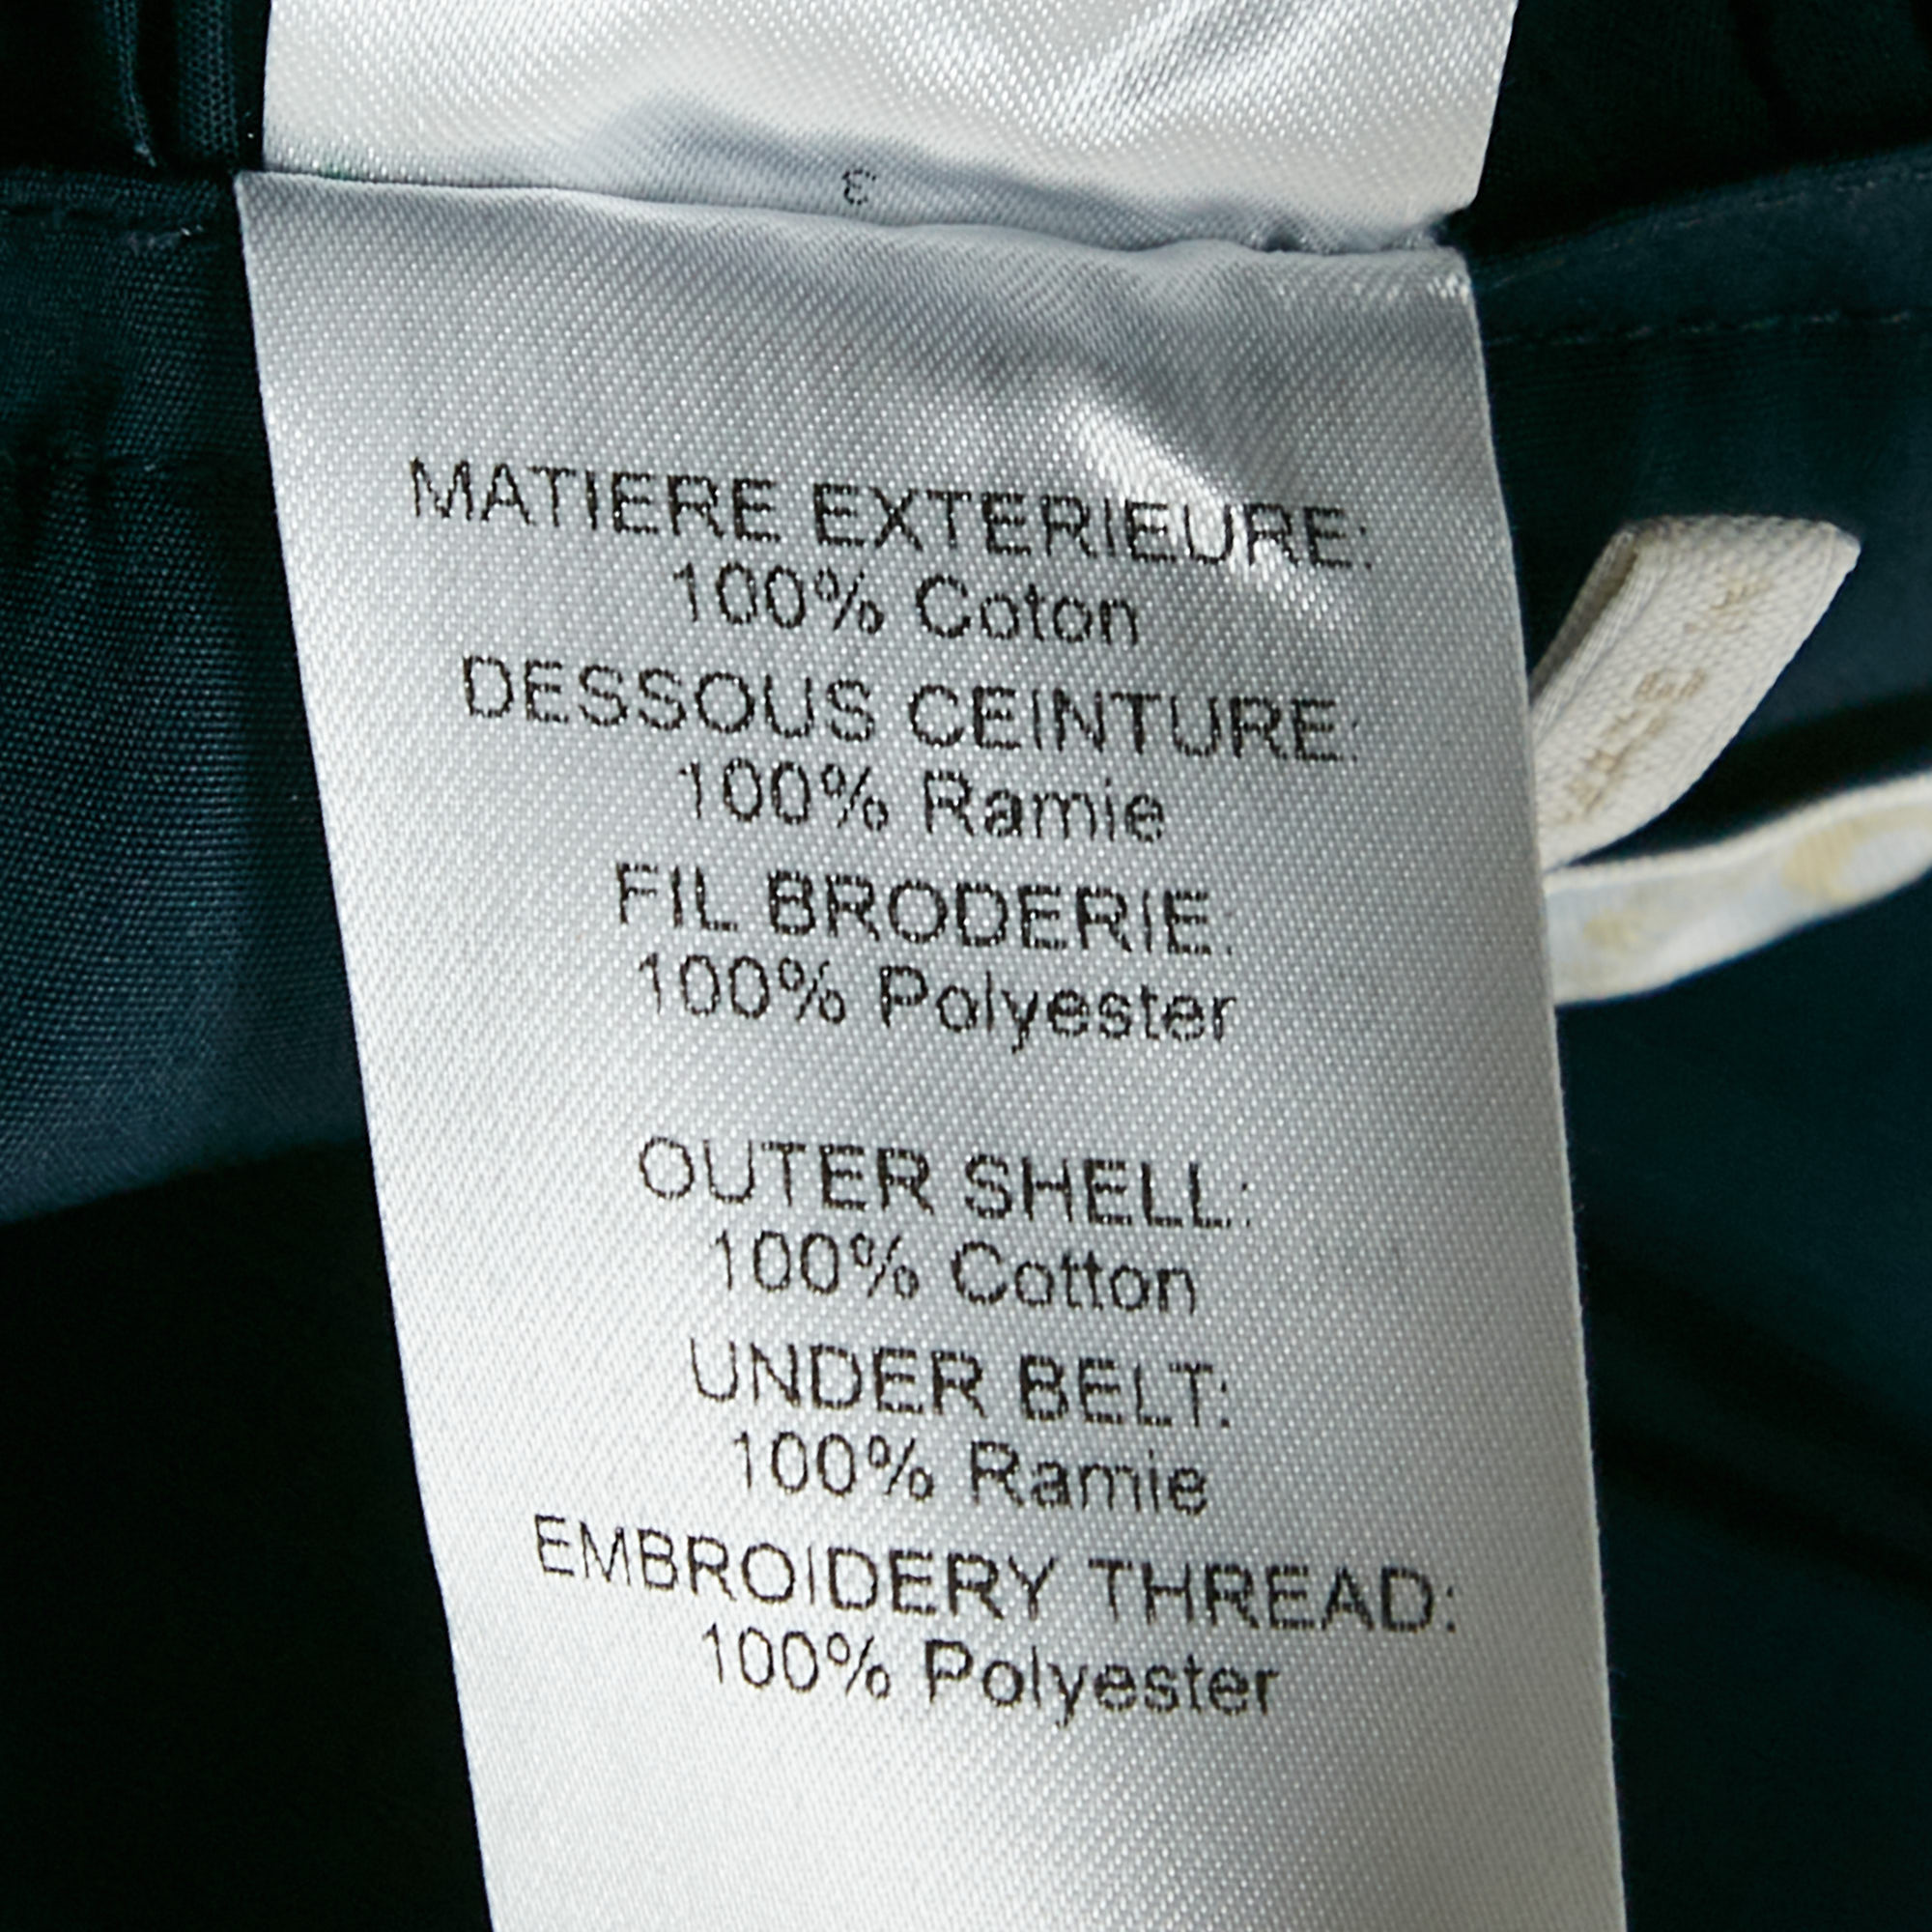 3
MATIERE EXTERIEURE:
100% Coton
DESSOUS CEINTURE:
100% Ramie
FIL BRODERIE:
100% Polyester
OUTER SHELL:
100% Cotton
UNDER BELT:
100% Ramie
EMBROIDERY THREAD:
100% Polyester